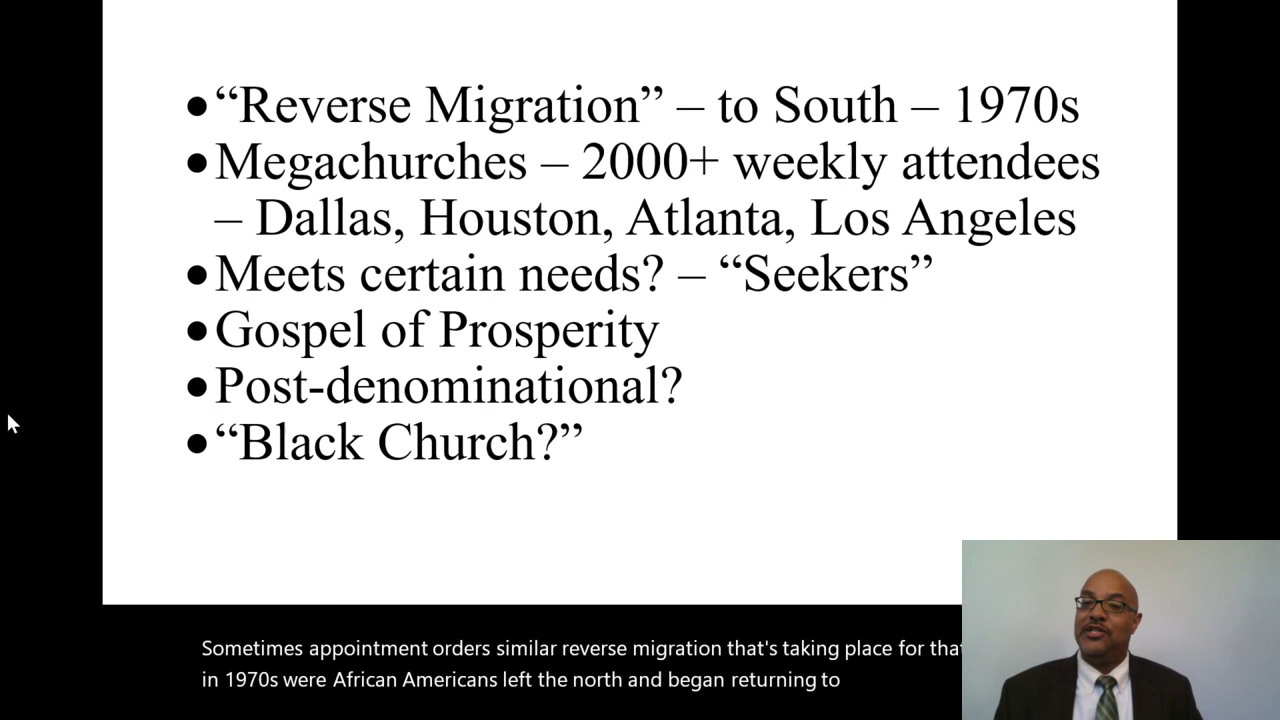 •“Reverse Migration” – to South – 1970s
•Megachurches – 2000+ weekly attendees
– Dallas, Houston, Atlanta, Los Angeles
•Meets certain needs? – “Seekers”
•Gospel of Prosperity
•Post-denominational?
•“Black Church?”
Sometimes appointment orders similar reverse migration that's taking place for
in 1970s were African Americans left the north and began returning to